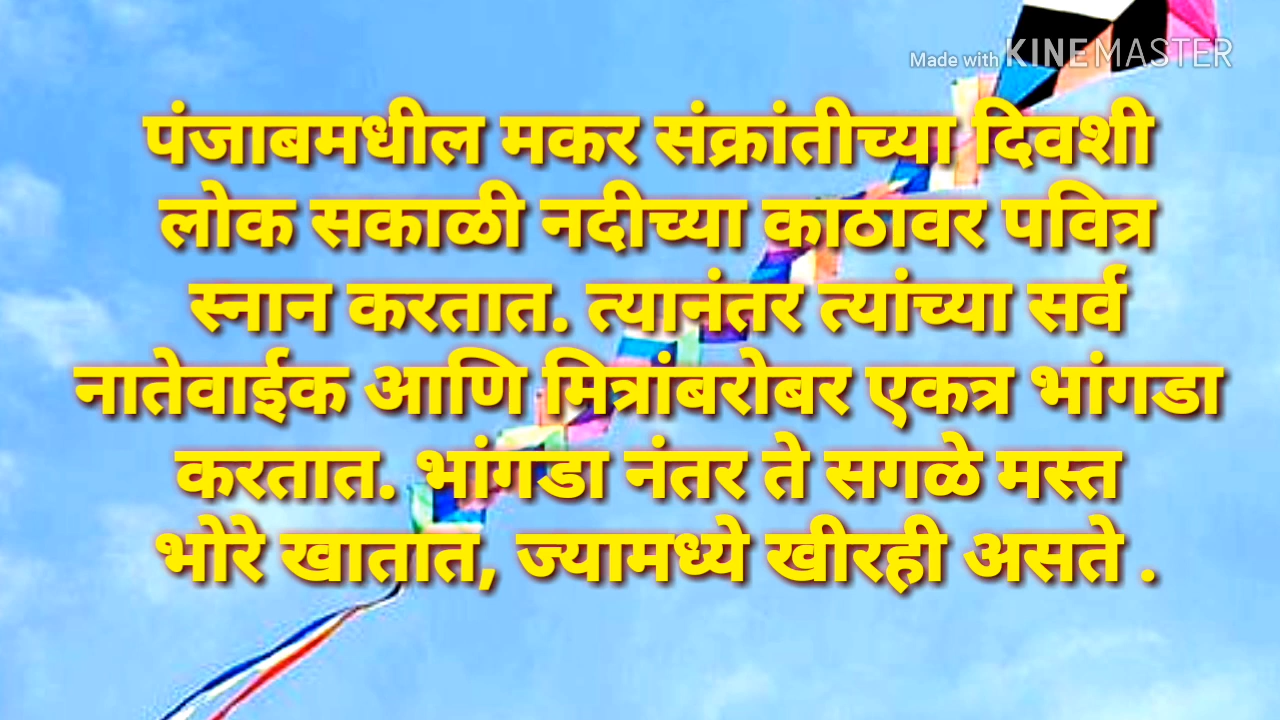 Made with KINEMASTER
पंजाबमधील मकर संक्रांतीच्या दिवशी
लोक सकाळी नदीच्या काठावर पवित्र
स्नान करतात. त्यानंतर त्यांच्या सर्व
नातेवाईक आणि मित्रांबरोबर एकत्र भांगडा
करतात. भांगडा नंतर ते सगळे मस्त
भोरे खातात, ज्यामध्ये खीरही असते .